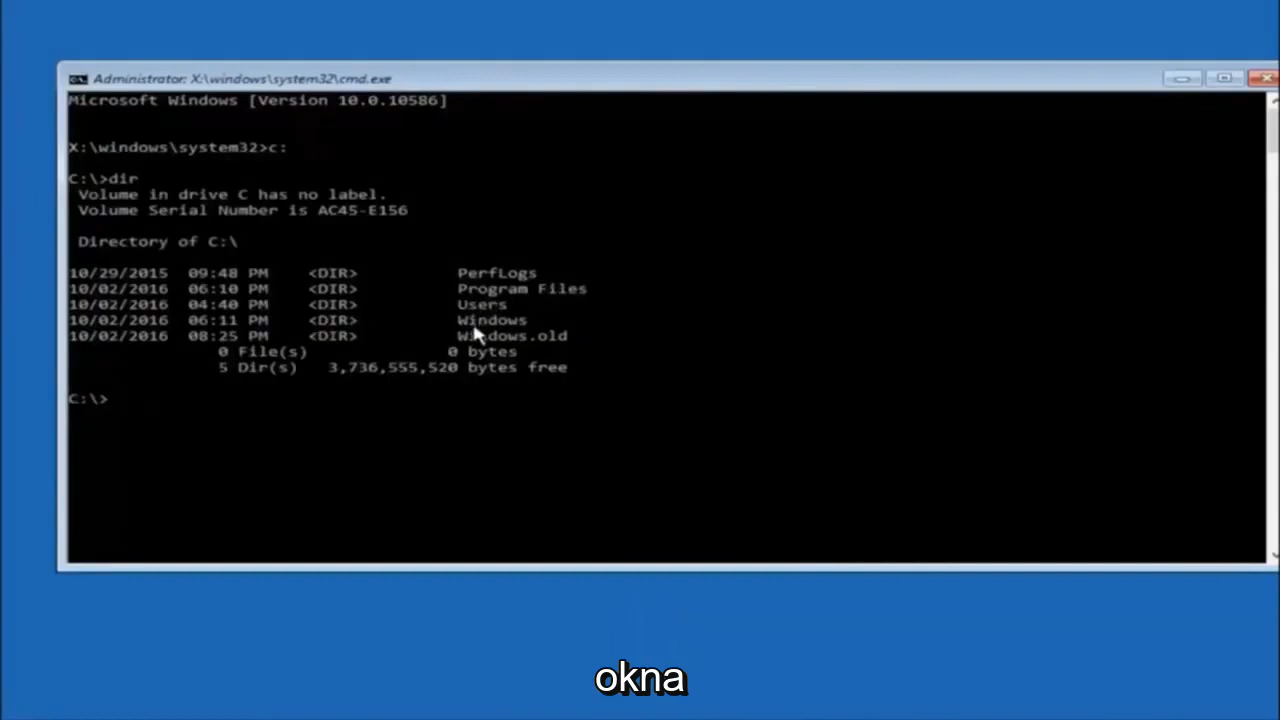 Administrator: X:\windows\system32\cmd.exe
Microsoft Windows [Version 10.0.10586]
X:\windows\system32>c:
C:\>dir
Volume in drive C has no label.
Volume Serial Number is AC45-E156
Directory of C:\
10/29/2015 09:48 PM <DIR> PerfLogs
10/02/2016 06:10 PM <DIR> Program Files
10/02/2016 04:40 PM <DIR> Users
10/02/2016 06:11 PM <DIR> Windows
10/02/2016 08:25 PM <DIR> Windows.old
0 File(s) 0 bytes
5 Dir(s) 3,736,555,520 bytes free
C:\>
okna